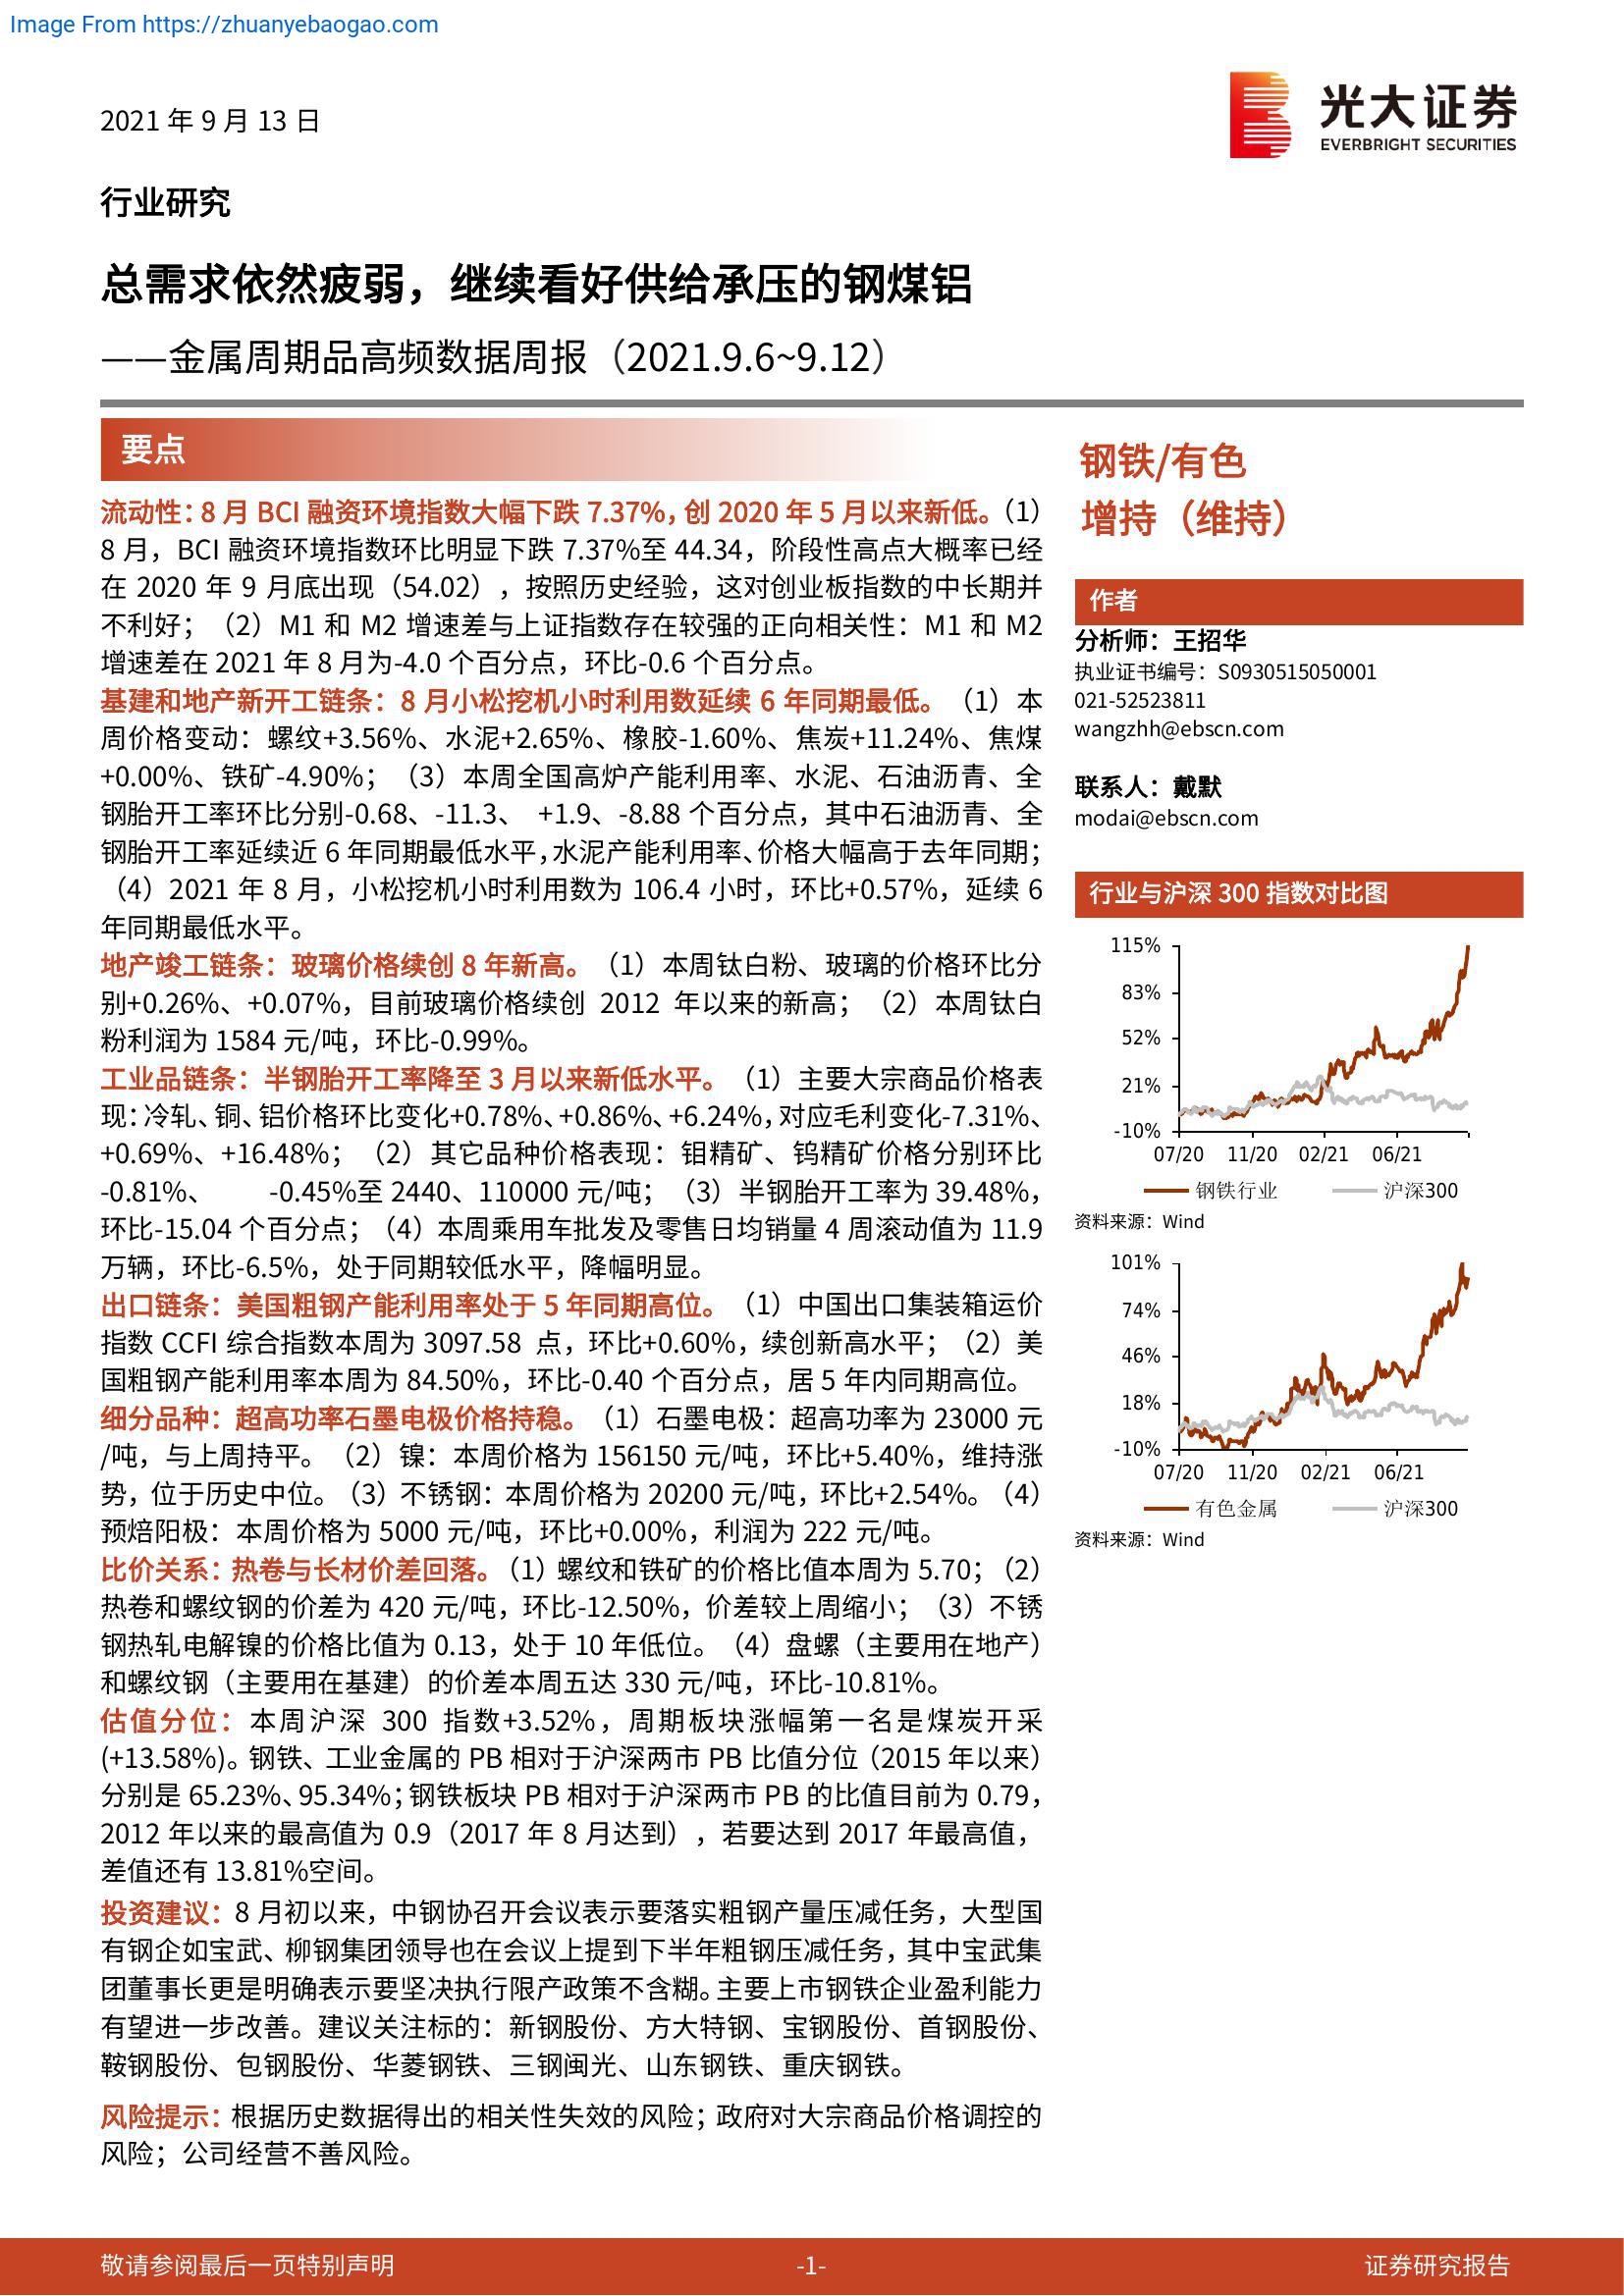 Image From https://zhuanyebaogao.com
2021 年 9 月 13 日
光大证券
EVERBRIGHT SECURITIES
行业研究
总需求依然疲弱，继续看好供给承压的钢煤铝
——金属周期品高频数据周报（2021.9.6~9.12）
要点
流动性：8 月 BCI 融资环境指数大幅下跌 7.37%，创 2020 年 5 月以来新低。（1）
8 月，BCI 融资环境指数环比明显下跌 7.37%至 44.34，阶段性高点大概率已经
在 2020 年 9 月底出现（54.02），按照历史经验，这对创业板指数的中长期并
不利好；（2）M1 和 M2 增速差与上证指数存在较强的正向相关性：M1 和 M2
增速差在 2021 年 8 月为-4.0 个百分点，环比-0.6 个百分点。
基建和地产新开工链条：8 月小松挖机小时利用数延续 6 年同期最低。（1）本
周价格变动：螺纹+3.56%、水泥+2.65%、橡胶-1.60%、焦炭+11.24%、焦煤
+0.00%、铁矿-4.90%；（3）本周全国高炉产能利用率、水泥、石油沥青、全
钢胎开工率环比分别-0.68、-11.3、 +1.9、-8.88 个百分点，其中石油沥青、全
钢胎开工率延续近 6 年同期最低水平，水泥产能利用率、价格大幅高于去年同期；
（4）2021 年 8 月，小松挖机小时利用数为 106.4 小时，环比+0.57%，延续 6
年同期最低水平。
地产竣工链条：玻璃价格续创 8 年新高。（1）本周钛白粉、玻璃的价格环比分
别+0.26%、+0.07%，目前玻璃价格续创 2012 年以来的新高；（2）本周钛白
粉利润为 1584 元/吨，环比-0.99%。
工业品链条：半钢胎开工率降至 3 月以来新低水平。（1）主要大宗商品价格表
现：冷轧、铜、铝价格环比变化+0.78%、+0.86%、+6.24%，对应毛利变化-7.31%、
+0.69%、+16.48%；（2）其它品种价格表现：钼精矿、钨精矿价格分别环比
-0.81%、 -0.45%至 2440、110000 元/吨；（3）半钢胎开工率为 39.48%，
环比-15.04 个百分点；（4）本周乘用车批发及零售日均销量 4 周滚动值为 11.9
万辆，环比-6.5%，处于同期较低水平，降幅明显。
出口链条：美国粗钢产能利用率处于 5 年同期高位。（1）中国出口集装箱运价
指数 CCFI 综合指数本周为 3097.58 点，环比+0.60%，续创新高水平；（2）美
国粗钢产能利用率本周为 84.50%，环比-0.40 个百分点，居 5 年内同期高位。
细分品种：超高功率石墨电极价格持稳。（1）石墨电极：超高功率为 23000 元
/吨，与上周持平。（2）镍：本周价格为 156150 元/吨，环比+5.40%，维持涨
势，位于历史中位。（3）不锈钢：本周价格为 20200 元/吨，环比+2.54%。（4）
预焙阳极：本周价格为 5000 元/吨，环比+0.00%，利润为 222 元/吨。
比价关系：热卷与长材价差回落。（1）螺纹和铁矿的价格比值本周为 5.70；（2）
热卷和螺纹钢的价差为 420 元/吨，环比-12.50%，价差较上周缩小；（3）不锈
钢热轧电解镍的价格比值为 0.13，处于 10 年低位。（4）盘螺（主要用在地产）
和螺纹钢（主要用在基建）的价差本周五达 330 元/吨，环比-10.81%。
估值分位：本周沪深 300 指数+3.52%，周期板块涨幅第一名是煤炭开采
(+13.58%)。钢铁、工业金属的 PB 相对于沪深两市 PB 比值分位（2015 年以来）
分别是 65.23%、95.34%；钢铁板块 PB 相对于沪深两市 PB 的比值目前为 0.79，
2012 年以来的最高值为 0.9（2017 年 8 月达到），若要达到 2017 年最高值，
差值还有 13.81%空间。
投资建议：8 月初以来，中钢协召开会议表示要落实粗钢产量压减任务，大型国
有钢企如宝武、柳钢集团领导也在会议上提到下半年粗钢压减任务，其中宝武集
团董事长更是明确表示要坚决执行限产政策不含糊。主要上市钢铁企业盈利能力
有望进一步改善。建议关注标的：新钢股份、方大特钢、宝钢股份、首钢股份、
鞍钢股份、包钢股份、华菱钢铁、三钢闽光、山东钢铁、重庆钢铁。
风险提示：根据历史数据得出的相关性失效的风险；政府对大宗商品价格调控的
风险；公司经营不善风险。
钢铁/有色
增持（维持）
作者
分析师：王招华
执业证书编号：S0930515050001
021-52523811
wangzhh@ebscn.com
联系人：戴默
modai@ebscn.com
行业与沪深 300 指数对比图
115%
83%
52%
21%
-10%
07/20 11/20 02/21 06/21
钢铁行业 沪深300
资料来源：Wind
101%
74%
46%
18%
-10%
07/20 11/20 02/21 06/21
有色金属 沪深300
资料来源：Wind
敬请参阅最后一页特别声明 -1- 证券研究报告